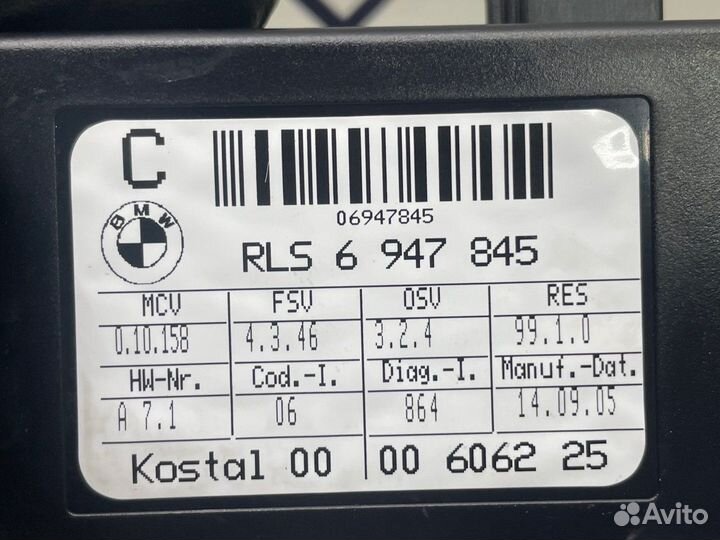 C
06947845
BMW
RLS 6 947 845
MCV FSV OSV RES
0.10.158 4.3.46 3.2.4 99.1.0
HW-Nr. Cod.-I. Diag.-I. Manuf.-Dat.
A 7.1 06 864 14.09.05
Kostal 00 00 6062 25
Avito